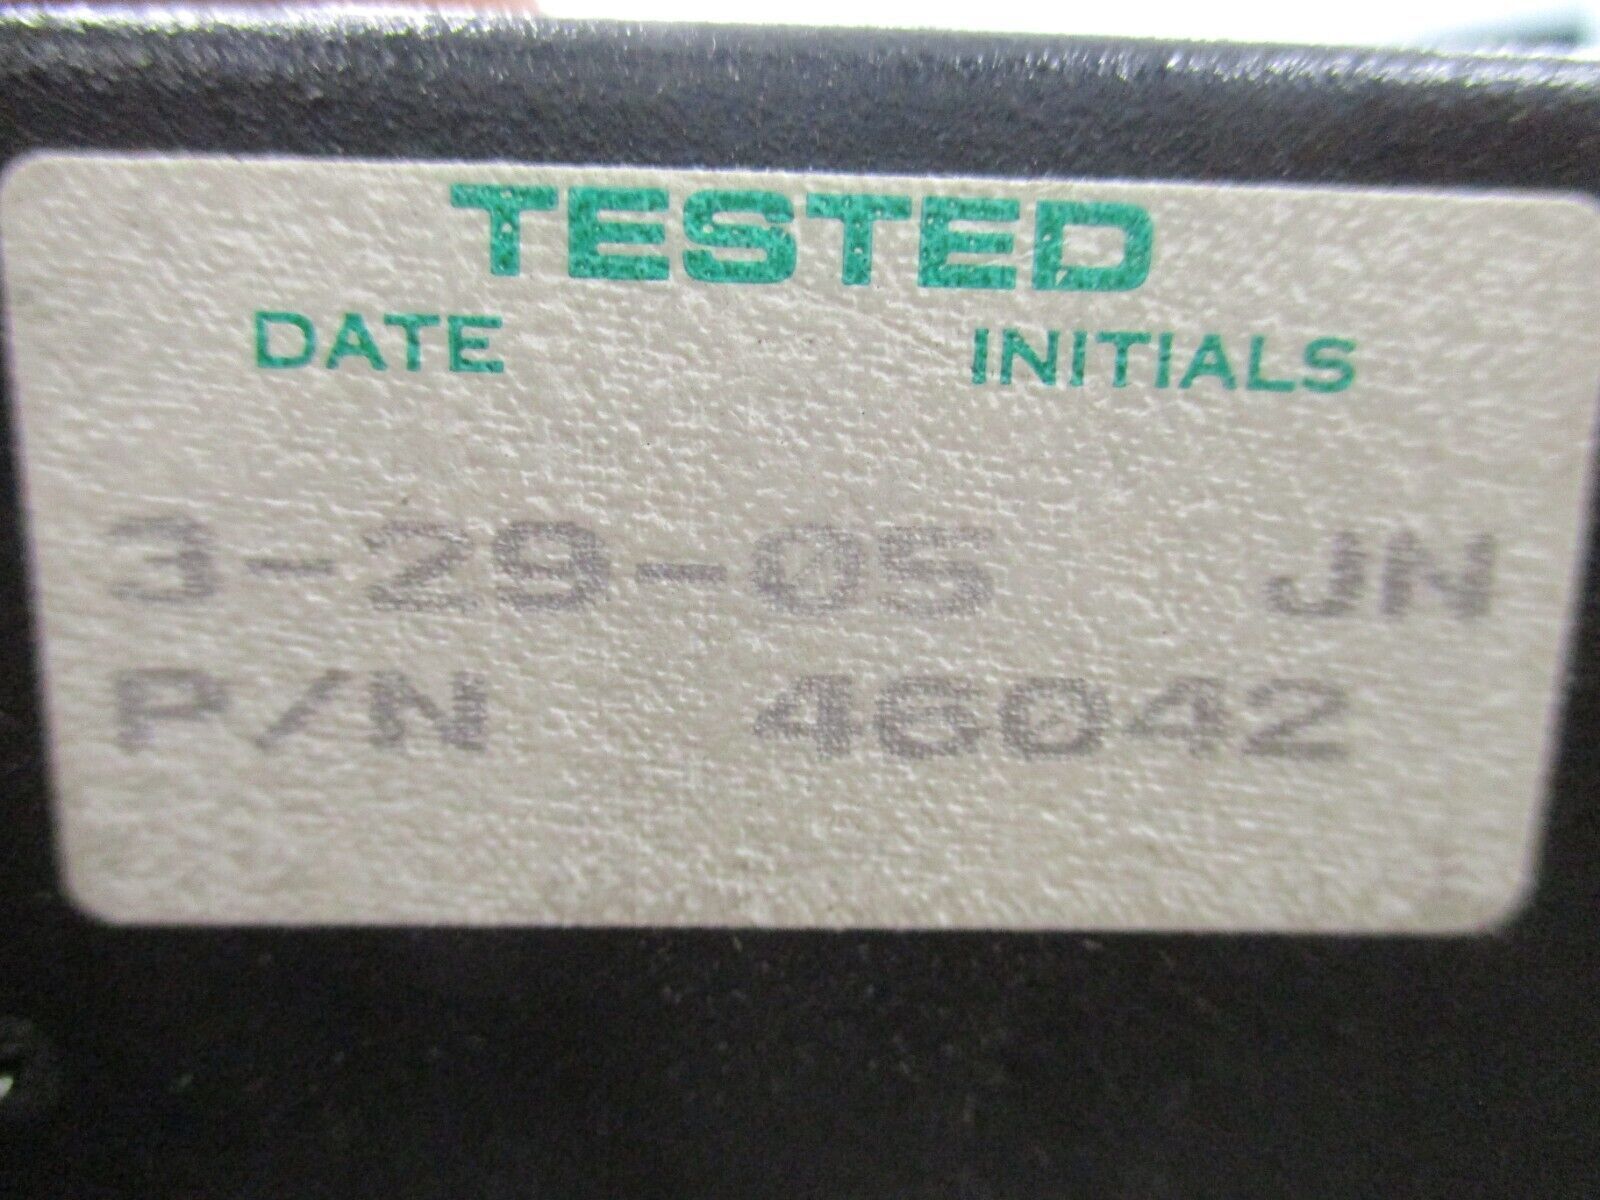 TESTED
DATE INITIALS
3-29-05 JN
P/N 46042